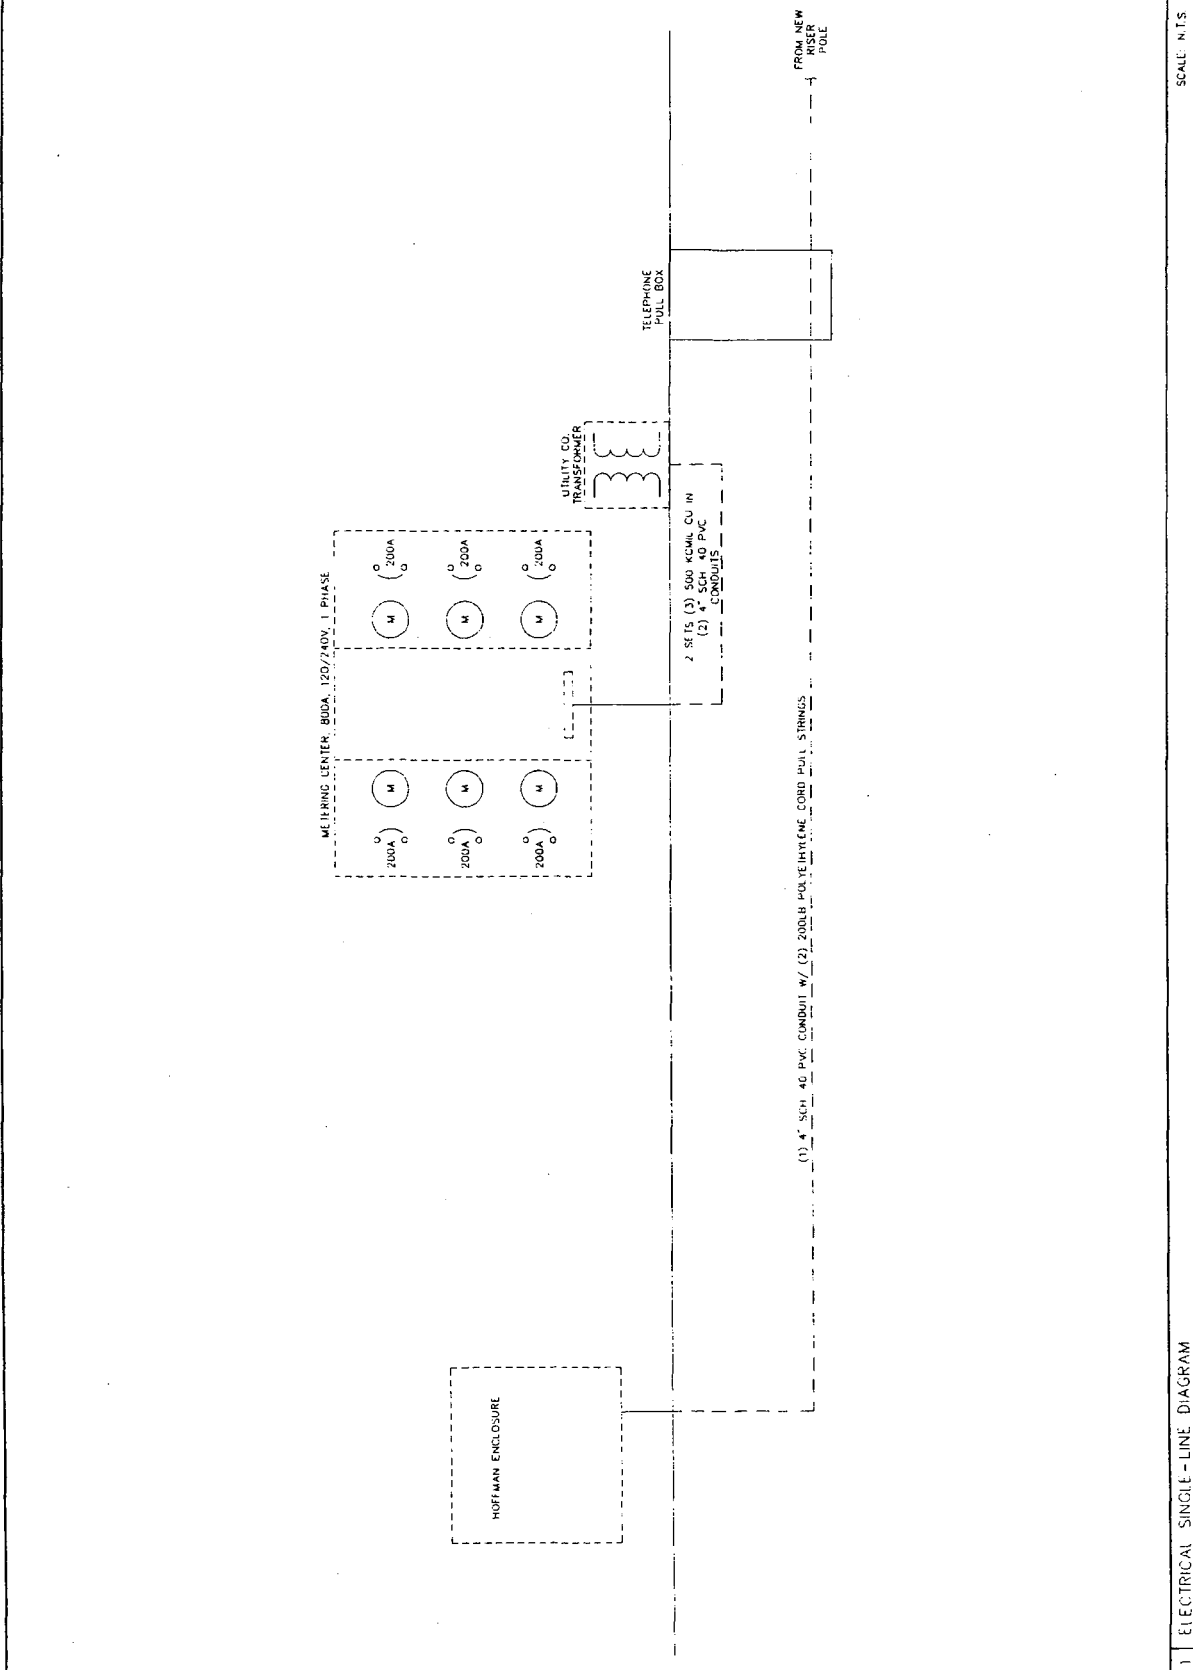 METERING CENTER, 800A, 120/240V, 1 PHASE
200A
M
M
200A
200A
M
M
200A
200A
M
M
200A
UTILITY CO.
TRANSFORMER
TELEPHONE
PULL BOX
HOFFMAN ENCLOSURE
2 SETS (3) 500 KCMIL CU IN
(2) 4" SCH 40 PVC
CONDUITS
FROM NEW
RISER
POLE
(1) 4" SCH 40 PVC CONDUIT W/ (2) 200LB POLYETHYLENE CORD PULL STRINGS
1 ELECTRICAL SINGLE-LINE DIAGRAM
SCALE: N.T.S.